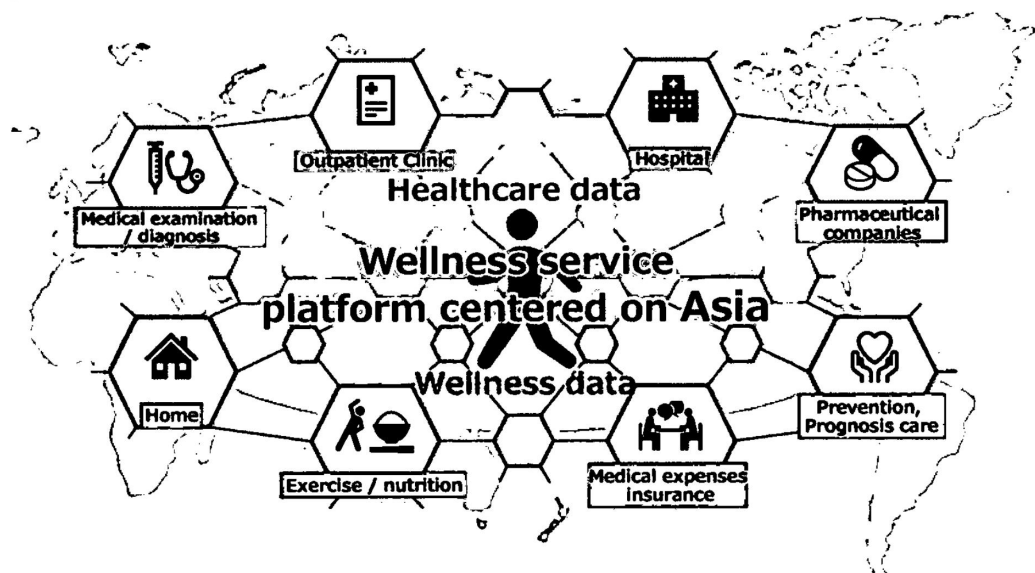 Outpatient Clinic
Hospital
Healthcare data
Medical examination
/ diagnosis
Pharmaceutical
companies
Wellness service
platform centered on Asia
Wellness data
Home
Prevention,
Prognosis care
Exercise / nutrition
Medical expenses
insurance